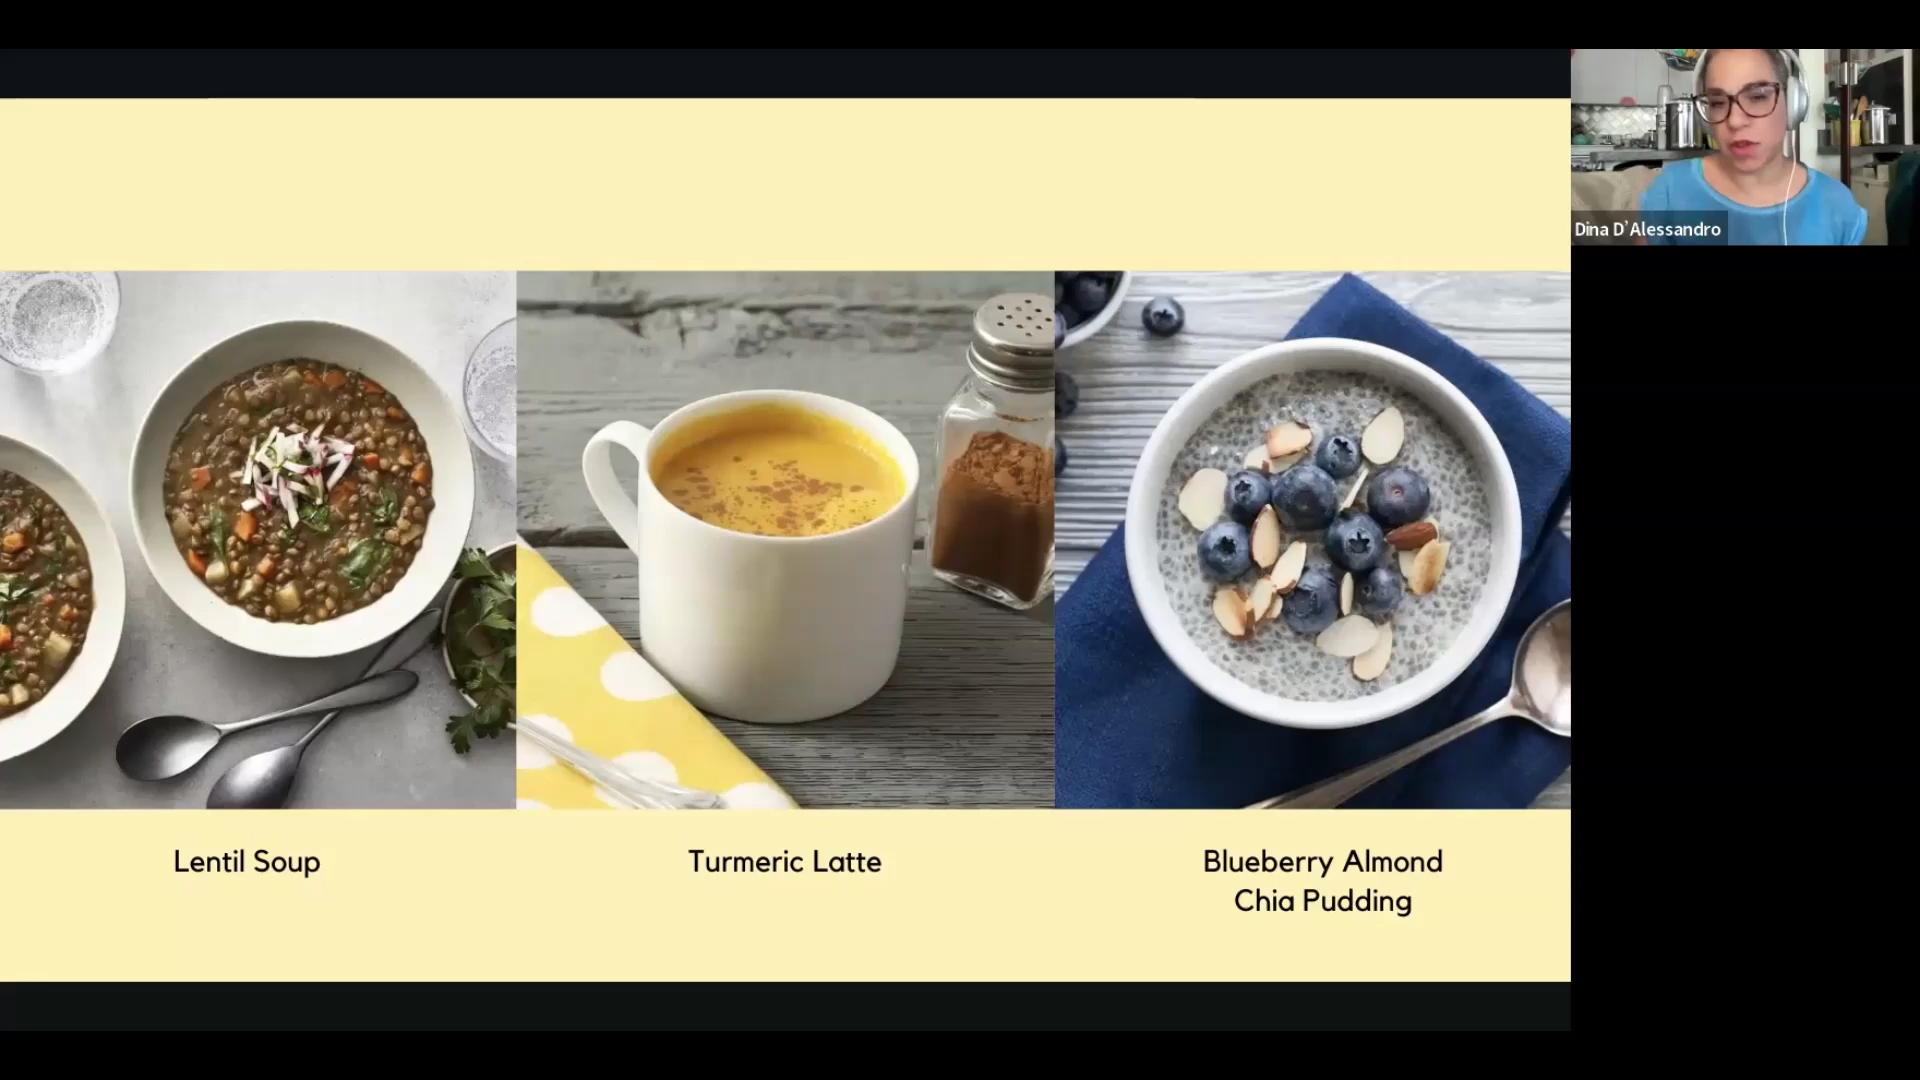 Dina D'Alessandro
Lentil Soup
Turmeric Latte
Blueberry Almond
Chia Pudding